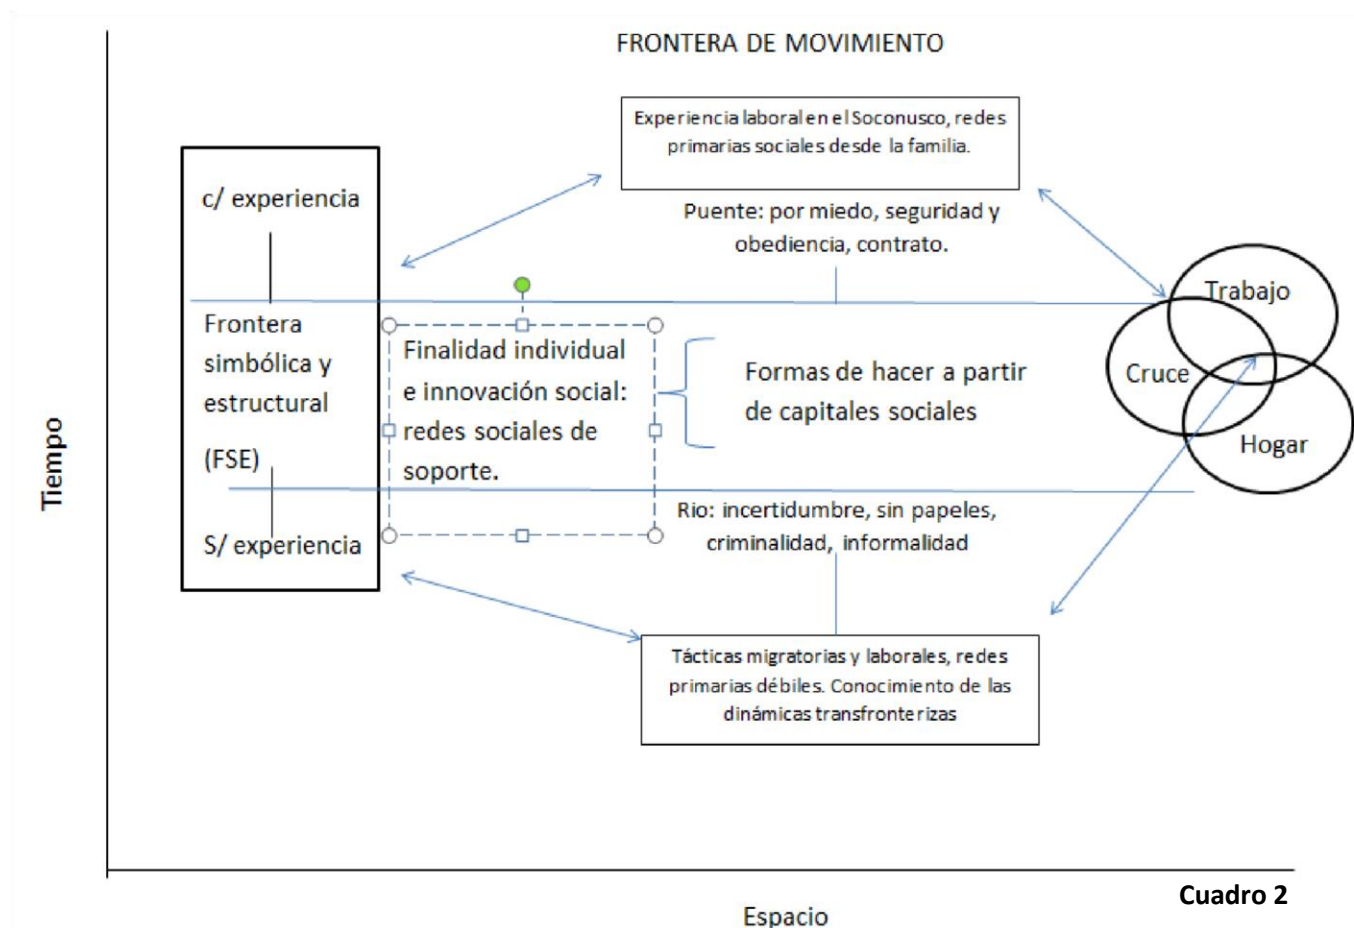 FRONTERA DE MOVIMIENTO
Experiencia laboral en el Soconusco, redes
primarias sociales desde la familia.
c/ experiencia
Puente: por miedo, seguridad y
obediencia, contrato.
Trabajo
Frontera
simbólica y
estructural
(FSE)
Finalidad individual
e innovación social:
redes sociales de
soporte.
Formas de hacer a partir
de capitales sociales
Cruce
Hogar
Tiempo
S/ experiencia
Rio: incertidumbre, sin papeles,
criminalidad, informalidad
Tácticas migratorias y laborales, redes
primarias débiles. Conocimiento de las
dinámicas transfronterizas
Cuadro 2
Espacio